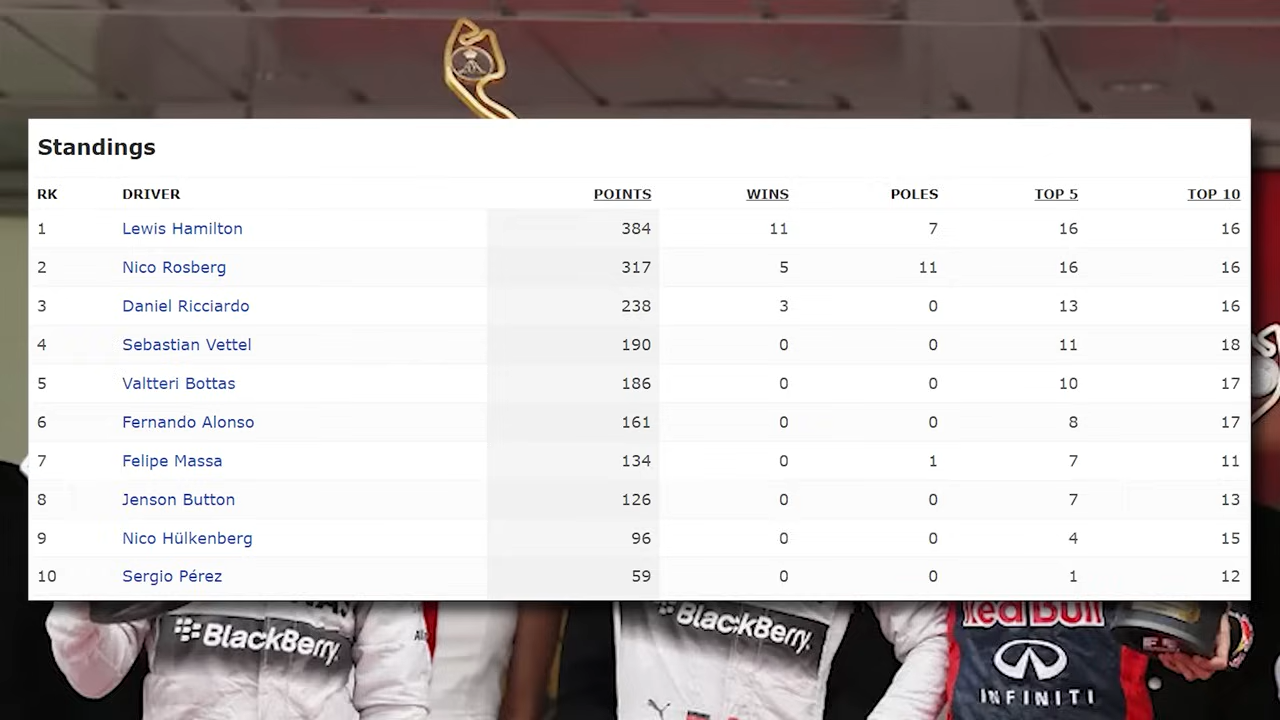 Standings
RK DRIVER POINTS WINS POLES TOP 5 TOP 10
1 Lewis Hamilton 384 11 7 16 16
2 Nico Rosberg 317 5 11 16 16
3 Daniel Ricciardo 238 3 0 13 16
4 Sebastian Vettel 190 0 0 11 18
5 Valtteri Bottas 186 0 0 10 17
6 Fernando Alonso 161 0 0 8 17
7 Felipe Massa 134 0 1 7 11
8 Jenson Button 126 0 0 7 13
9 Nico Hülkenberg 96 0 0 4 15
10 Sergio Pérez 59 0 0 1 12
BlackBerry.
BlackBerry.
Red Bull
INFINITI